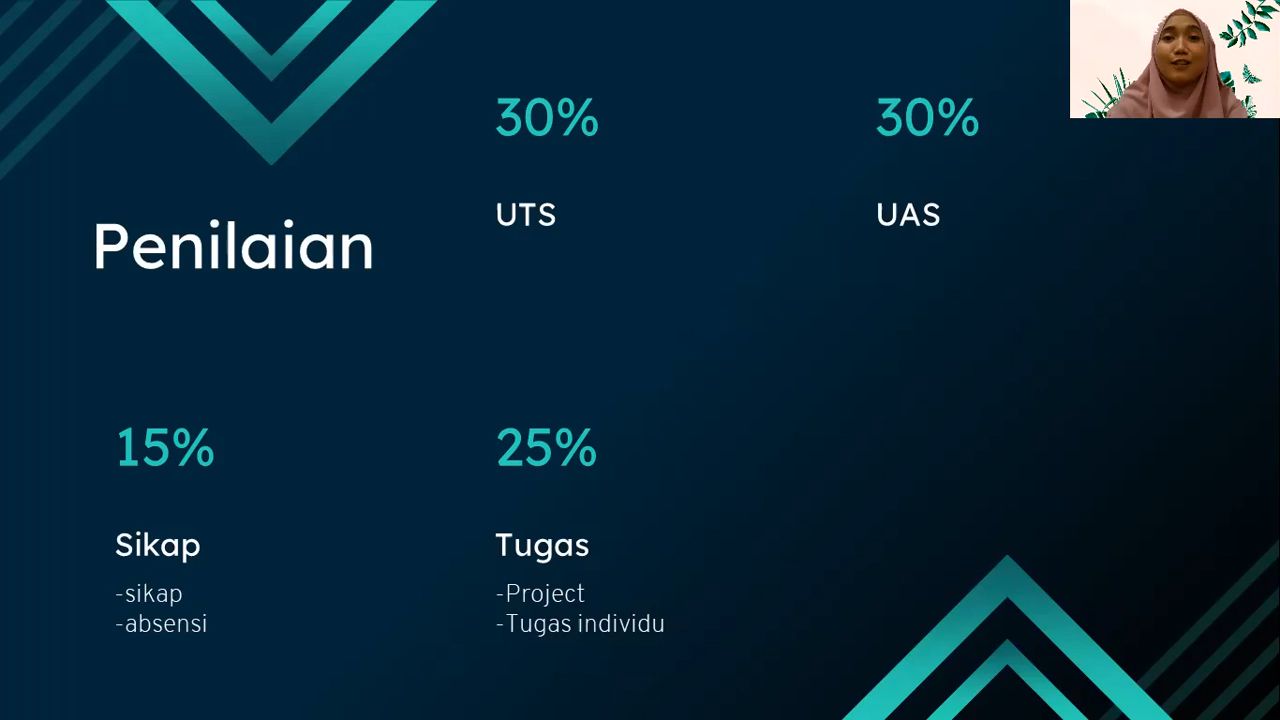 Penilaian
30%
UTS
30%
UAS
15%
Sikap
-sikap
-absensi
25%
Tugas
-Project
-Tugas individu